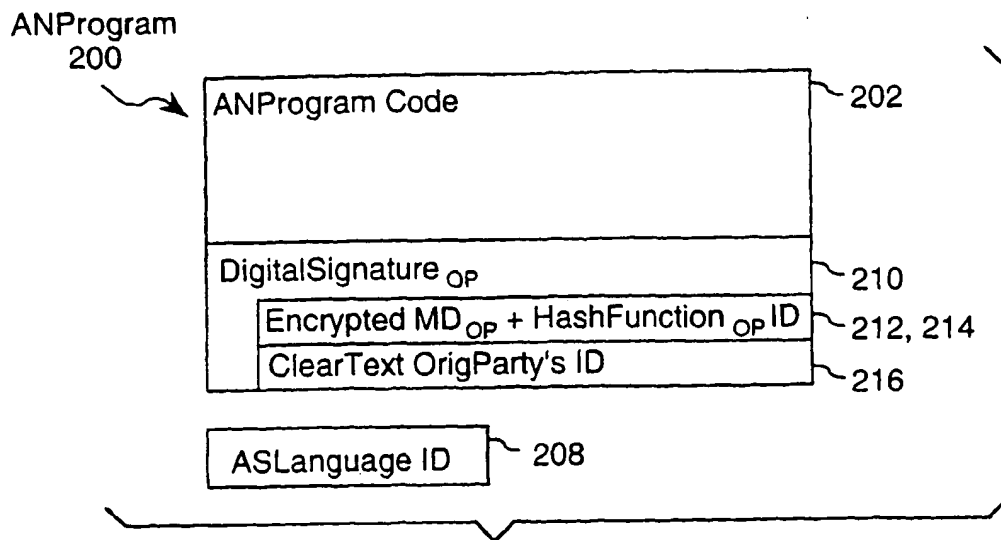 ANProgram
200
ANProgram Code
202
DigitalSignature OP
210
Encrypted MD OP + HashFunction OP ID
212, 214
ClearText OrigParty's ID
216
ASLanguage ID
208